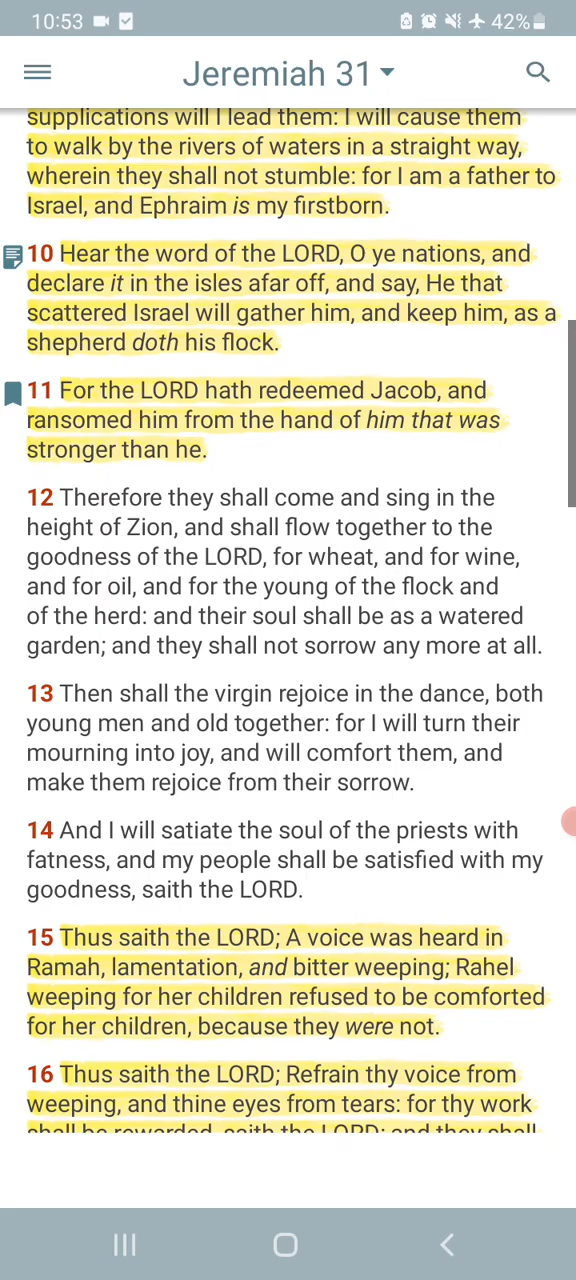 10:53
42%
Jeremiah 31
supplications will I lead them: I will cause them
to walk by the rivers of waters in a straight way,
wherein they shall not stumble: for I am a father to
Israel, and Ephraim is my firstborn.
10 Hear the word of the LORD, O ye nations, and
declare it in the isles afar off, and say, He that
scattered Israel will gather him, and keep him, as a
shepherd doth his flock.
11 For the LORD hath redeemed Jacob, and
ransomed him from the hand of him that was
stronger than he.
12 Therefore they shall come and sing in the
height of Zion, and shall flow together to the
goodness of the LORD, for wheat, and for wine,
and for oil, and for the young of the flock and
of the herd: and their soul shall be as a watered
garden; and they shall not sorrow any more at all.
13 Then shall the virgin rejoice in the dance, both
young men and old together: for I will turn their
mourning into joy, and will comfort them, and
make them rejoice from their sorrow.
14 And I will satiate the soul of the priests with
fatness, and my people shall be satisfied with my
goodness, saith the LORD.
15 Thus saith the LORD; A voice was heard in
Ramah, lamentation, and bitter weeping; Rahel
weeping for her children refused to be comforted
for her children, because they were not.
16 Thus saith the LORD; Refrain thy voice from
weeping, and thine eyes from tears: for thy work
shall be rewarded, saith the LORD; and they shall